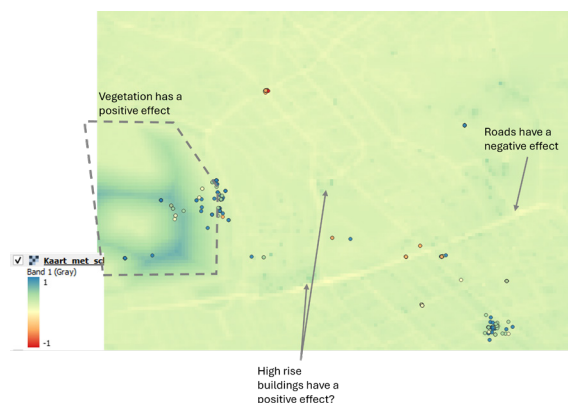 Vegetation has a
positive effect
Roads have a
negative effect
Kaart_met_scl
Band 1 (Gray)
1
-1
High rise
buildings have a
positive effect?